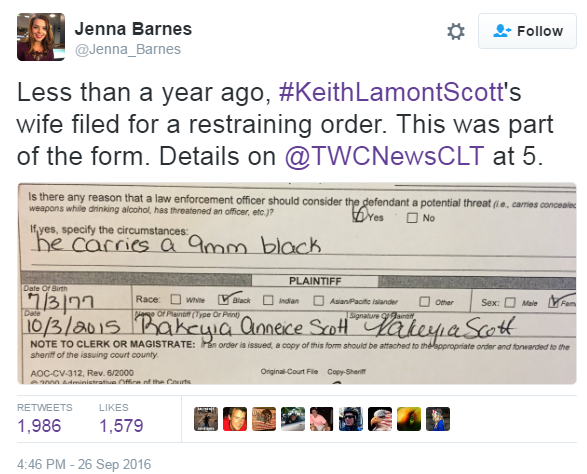 Jenna Barnes
@Jenna_Barnes
Follow
Less than a year ago, #KeithLamontScott's
wife filed for a restraining order. This was part
of the form. Details on @TWCNewsCLT at 5.
Is there any reason that a law enforcement officer should consider the defendant a potential threat (i.e., carries concealed
weapons while drinking alcohol, has threatened an officer, etc.)?
Yes No
If yes, specify the circumstances:
he carries a 9mm black
PLAINTIFF
Date Of Birth
7/3/77
Race: White Black Indian Asian/Pacific Islander Other Sex: Male Fem
Date Name Of Plaintiff (Type Or Print) Signature Of Plaintiff
10/3/2015 Rakeyia Anneice Scott Rakeyia Scott
NOTE TO CLERK OR MAGISTRATE: If an order is issued, a copy of this form should be attached to the appropriate order and forwarded to the
sheriff of the issuing court county.
AOC-CV-312, Rev. 6/2000 Original-Court File Copy-Sheriff
© 2000 Administrative Office of the Courts
RETWEETS LIKES
1,986 1,579
4:46 PM - 26 Sep 2016